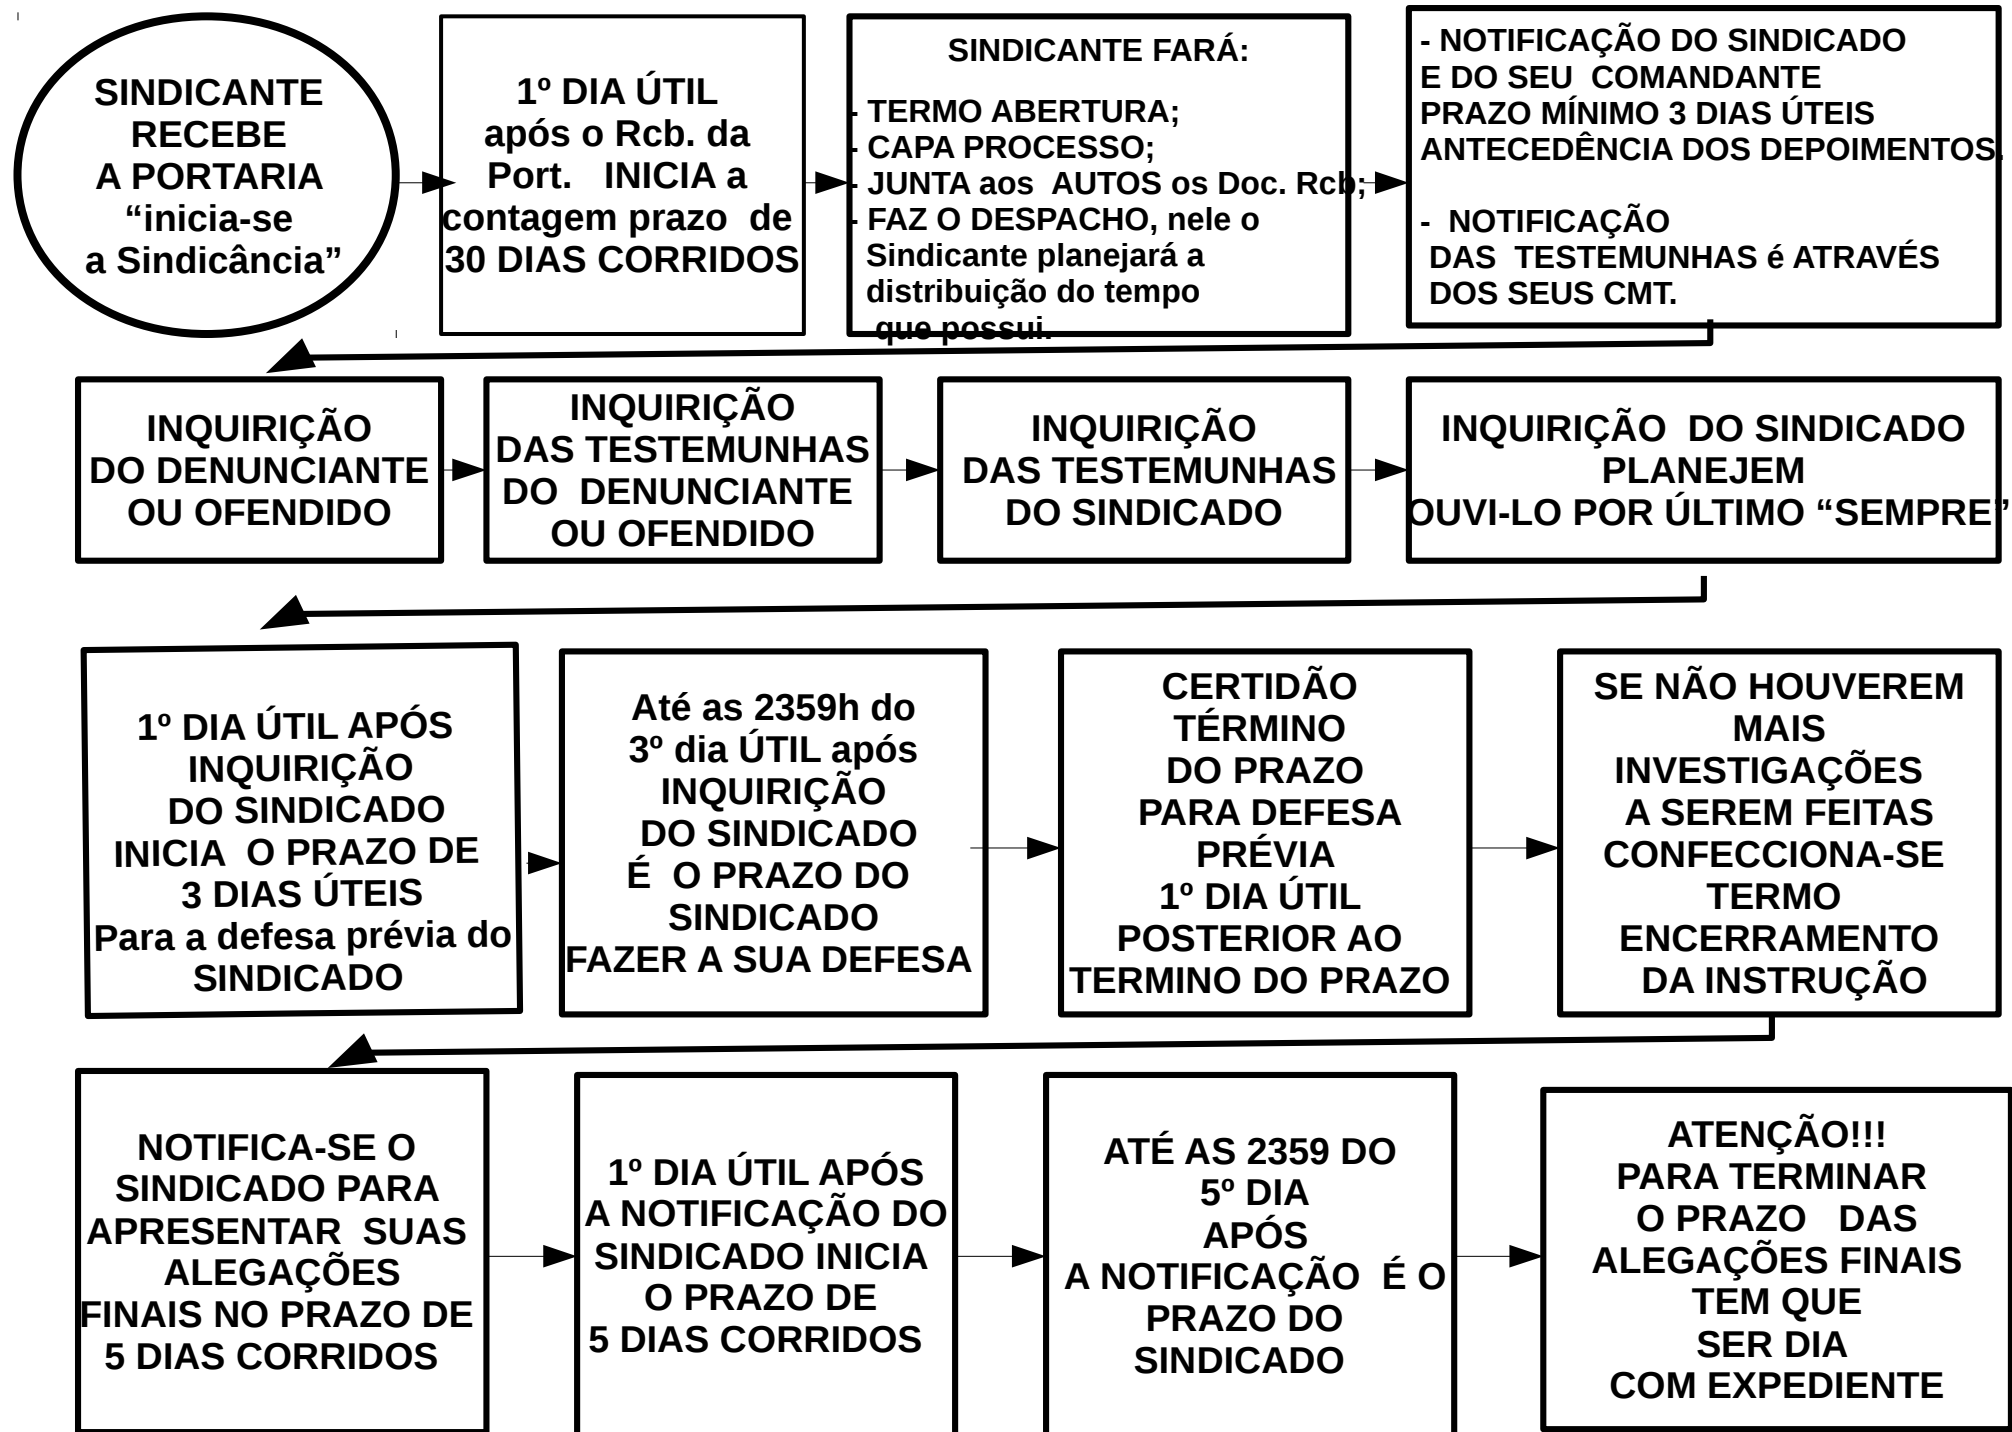 SINDICANTE
RECEBE
A PORTARIA
“inicia-se
a Sindicância”
1º DIA ÚTIL
após o Rcb. da
Port. INICIA a
contagem prazo de
30 DIAS CORRIDOS
SINDICANTE FARÁ:
- TERMO ABERTURA;
- CAPA PROCESSO;
- JUNTA aos AUTOS os Doc. Rcb;
- FAZ O DESPACHO, nele o
Sindicante planejará a
distribuição do tempo
que possui.
- NOTIFICAÇÃO DO SINDICADO
E DO SEU COMANDANTE
PRAZO MÍNIMO 3 DIAS ÚTEIS
ANTECEDÊNCIA DOS DEPOIMENTOS.
- NOTIFICAÇÃO
DAS TESTEMUNHAS é ATRAVÉS
DOS SEUS CMT.
INQUIRIÇÃO
DO DENUNCIANTE
OU OFENDIDO
INQUIRIÇÃO
DAS TESTEMUNHAS
DO DENUNCIANTE
OU OFENDIDO
INQUIRIÇÃO
DAS TESTEMUNHAS
DO SINDICADO
INQUIRIÇÃO DO SINDICADO
PLANEJEM
OUVI-LO POR ÚLTIMO “SEMPRE”
1º DIA ÚTIL APÓS
INQUIRIÇÃO
DO SINDICADO
INICIA O PRAZO DE
3 DIAS ÚTEIS
Para a defesa prévia do
SINDICADO
Até as 2359h do
3º dia ÚTIL após
INQUIRIÇÃO
DO SINDICADO
É O PRAZO DO
SINDICADO
FAZER A SUA DEFESA
CERTIDÃO
TÉRMINO
DO PRAZO
PARA DEFESA
PRÉVIA
1º DIA ÚTIL
POSTERIOR AO
TERMINO DO PRAZO
SE NÃO HOUVEREM
MAIS
INVESTIGAÇÕES
A SEREM FEITAS
CONFECCIONA-SE
TERMO
ENCERRAMENTO
DA INSTRUÇÃO
NOTIFICA-SE O
SINDICADO PARA
APRESENTAR SUAS
ALEGAÇÕES
FINAIS NO PRAZO DE
5 DIAS CORRIDOS
1º DIA ÚTIL APÓS
A NOTIFICAÇÃO DO
SINDICADO INICIA
O PRAZO DE
5 DIAS CORRIDOS
ATÉ AS 2359 DO
5º DIA
APÓS
A NOTIFICAÇÃO É O
PRAZO DO
SINDICADO
ATENÇÃO!!!
PARA TERMINAR
O PRAZO DAS
ALEGAÇÕES FINAIS
TEM QUE
SER DIA
COM EXPEDIENTE